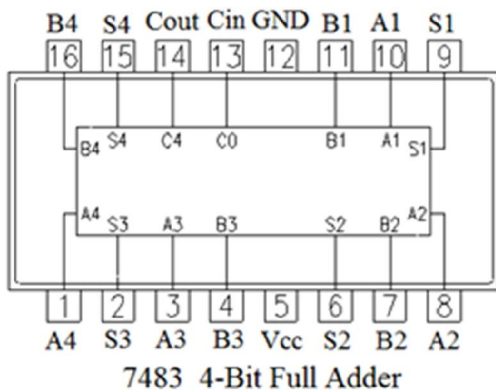 B4 S4 Cout Cin GND B1 A1 S1
16 15 14 13 12 11 10 9
S4 C4 C0 B1 A1
B4 S1
A4 A2
S3 A3 B3 S2 B2
1 2 3 4 5 6 7 8
A4 S3 A3 B3 Vcc S2 B2 A2
7483 4-Bit Full Adder